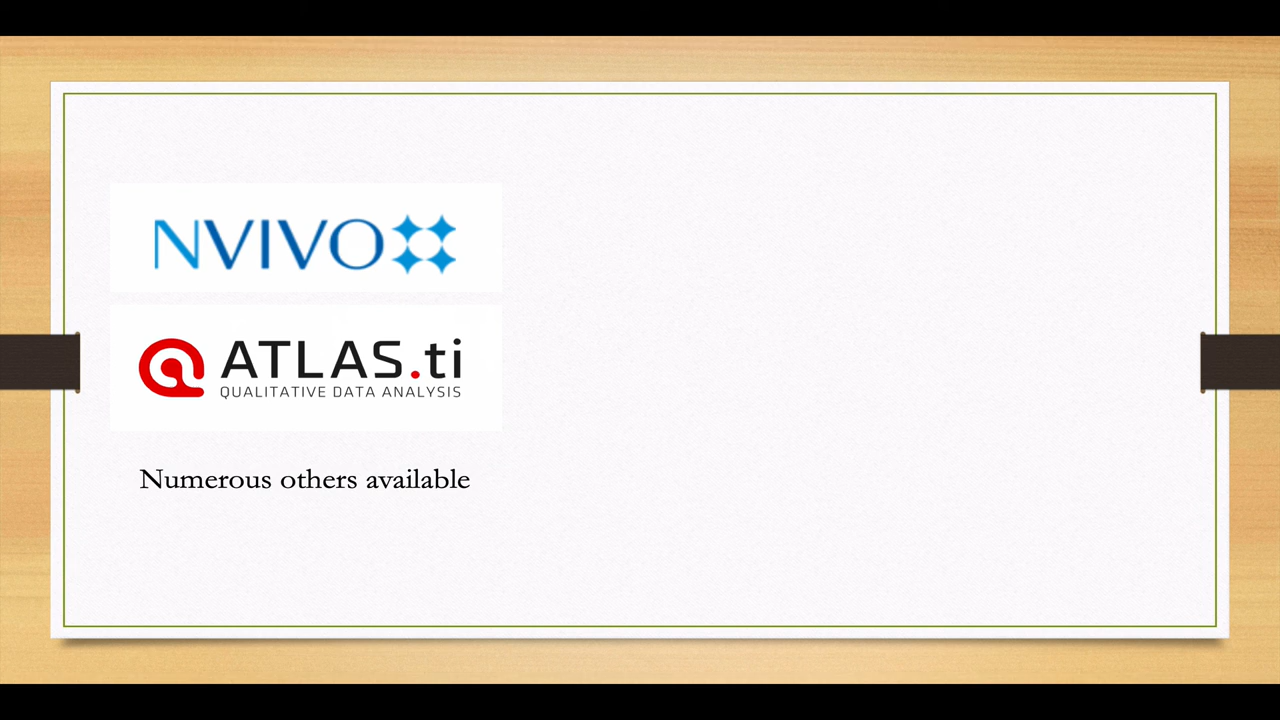 NVIVO
ATLAS.ti
QUALITATIVE DATA ANALYSIS
Numerous others available